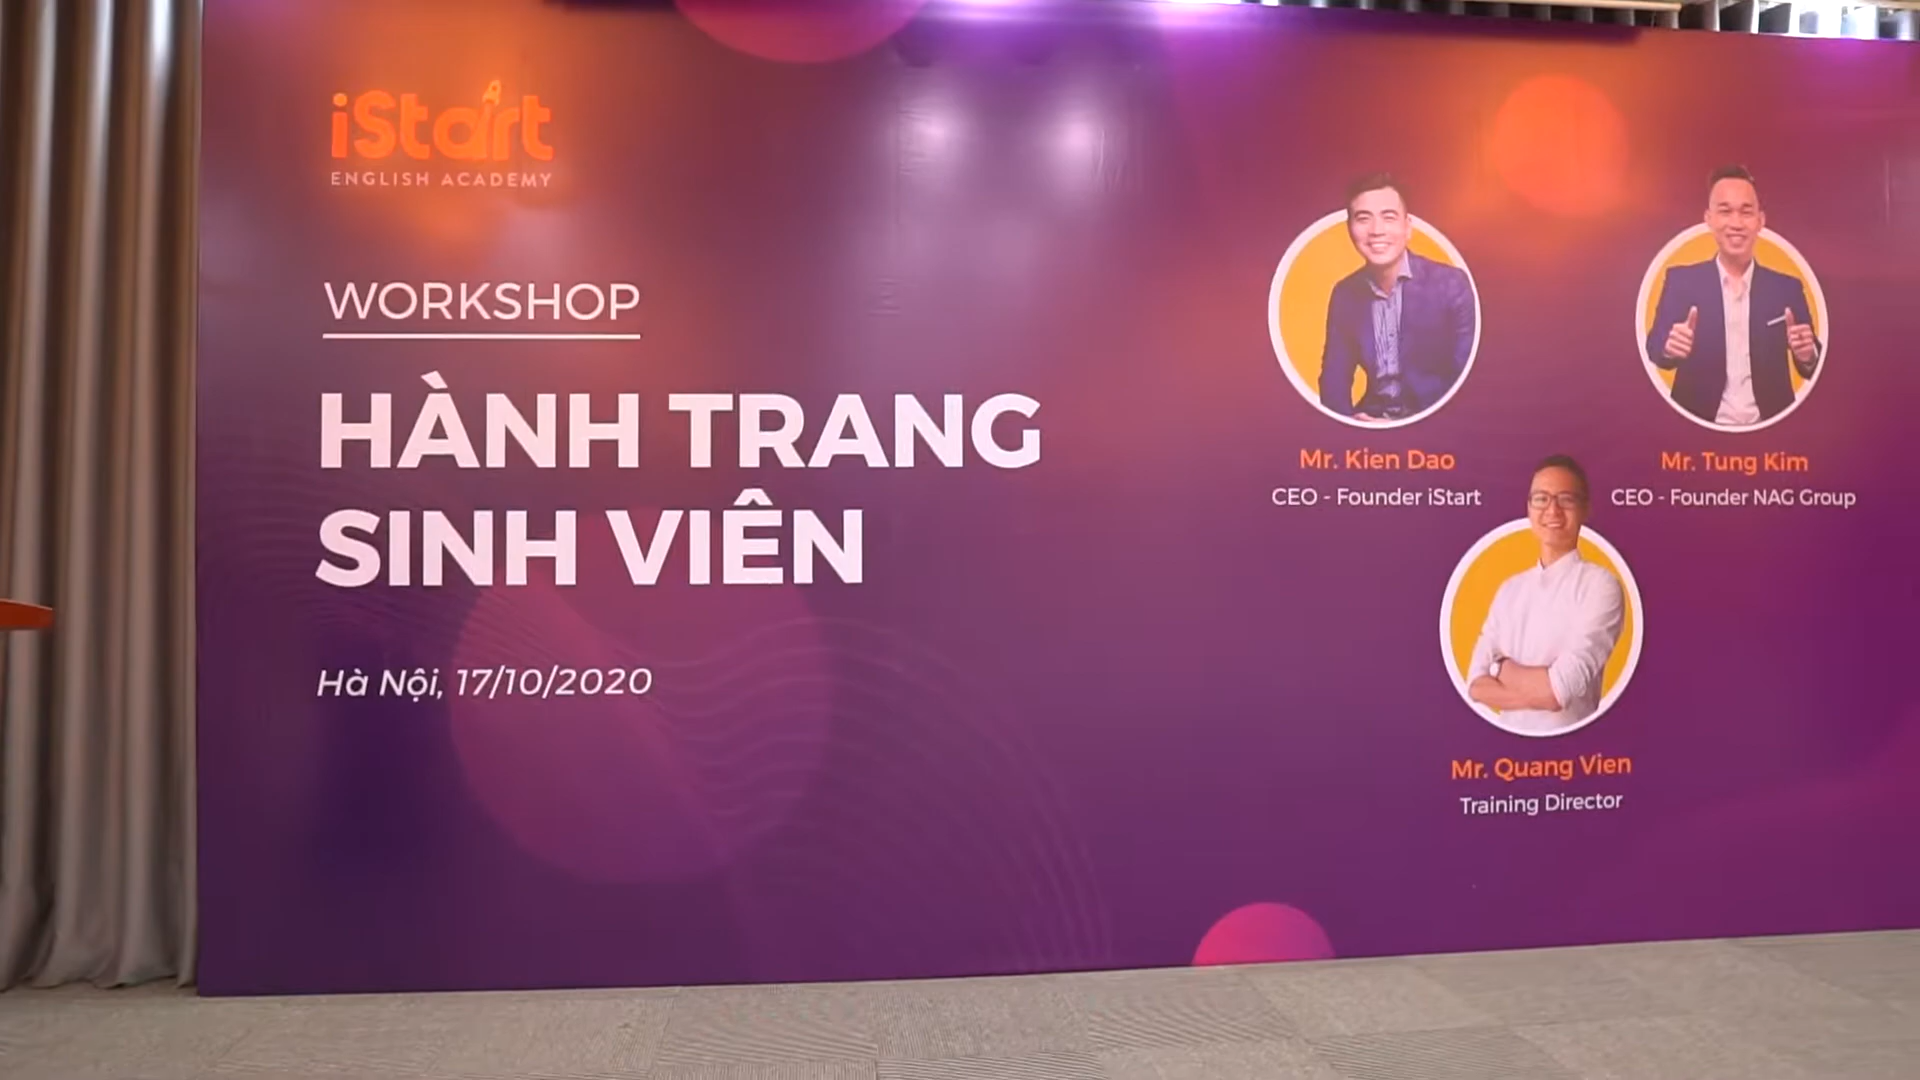 iStart
ENGLISH ACADEMY
WORKSHOP
HÀNH TRANG
SINH VIÊN
Hà Nội, 17/10/2020
Mr. Kien Dao
CEO - Founder iStart
Mr. Tung Kim
CEO - Founder NAG Group
Mr. Quang Vien
Training Director